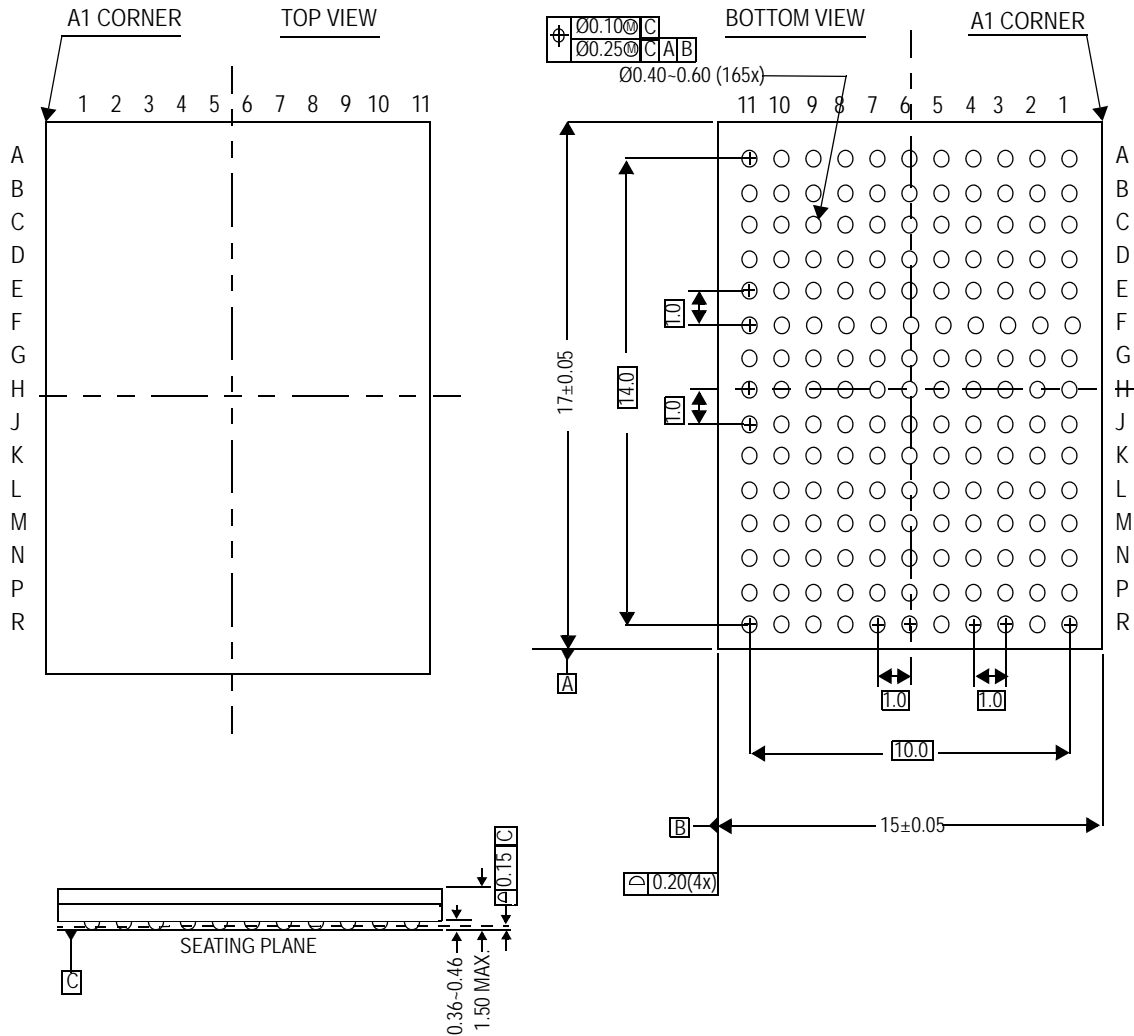 A1 CORNER
TOP VIEW
1 2 3 4 5 6 7 8 9 10 11
A
B
C
D
E
F
G
H
J
K
L
M
N
P
R
Ø0.10Ⓜ C
Ø0.25Ⓜ C A B
Ø0.40~0.60 (165x)
BOTTOM VIEW
A1 CORNER
11 10 9 8 7 6 5 4 3 2 1
A
B
C
D
E
F
G
H
J
K
L
M
N
P
R
17±0.05
14.0
1.0
1.0
A
1.0
1.0
10.0
B
15±0.05
0.20(4x)
0.15 C
SEATING PLANE
C
0.36~0.46
1.50 MAX.